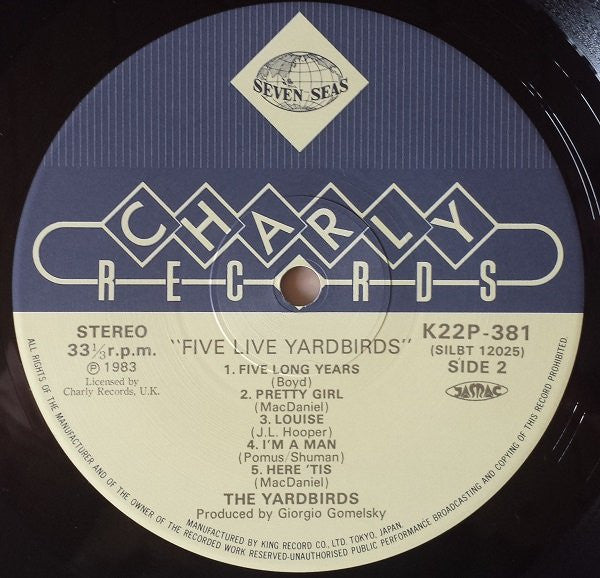 SEVEN SEAS
CHARLY
RECORDS
STEREO
33⅓r.p.m.
Ⓟ1983
Licensed by
Charly Records, U.K.
"FIVE LIVE YARDBIRDS"
K22P-381
(SILBT 12025)
SIDE 2
JASRAC
1. FIVE LONG YEARS
(Boyd)
2. PRETTY GIRL
(MacDaniel)
3. LOUISE
(J.L. Hooper)
4. I'M A MAN
(Pomus/Shuman)
5. HERE 'TIS
(MacDaniel)
THE YARDBIRDS
Produced by Giorgio Gomelsky
ALL RIGHTS OF THE MANUFACTURER AND OF THE OWNER OF THE RECORDED WORK RESERVED-UNAUTHORISED PUBLIC PERFORMANCE BROADCASTING AND COPYING OF THIS RECORD PROHIBITED.
MANUFACTURED BY KING RECORD CO., LTD. TOKYO, JAPAN.